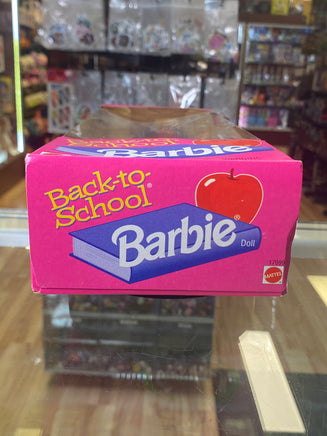 Barbie
Back-to-
School®
Barbie®
Doll
MATTEL